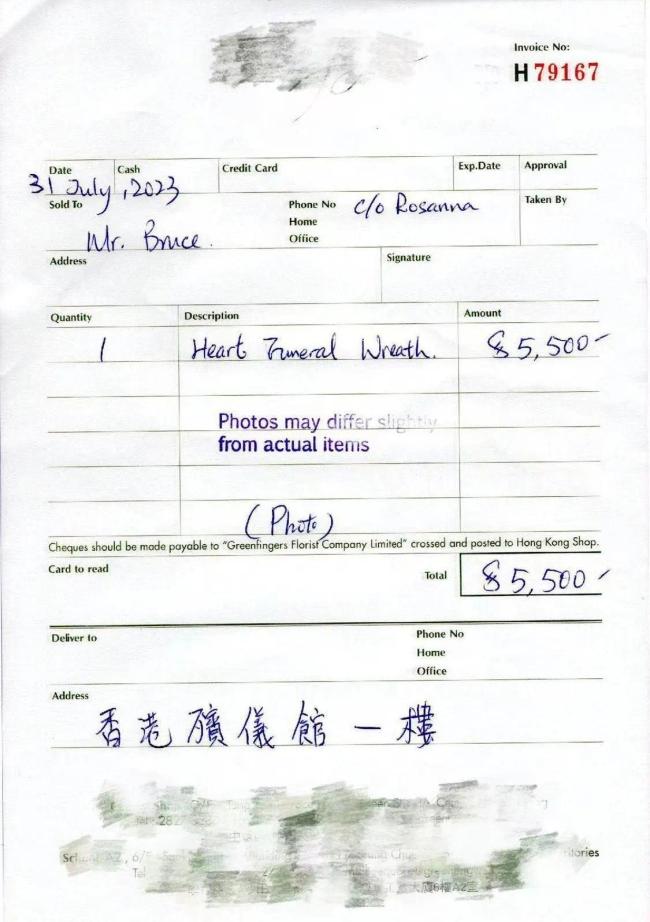 Invoice No:
H 79167
Date Cash Credit Card Exp.Date Approval
31 July, 2023
Sold To Phone No c/o Rosanna Taken By
Home
Mr. Bruce. Office
Address Signature
Quantity Description Amount
1 Heart Funeral Wreath. $5,500-
Photos may differ slightly
from actual items
(Photo)
Cheques should be made payable to "Greenfingers Florist Company Limited" crossed and posted to Hong Kong Shop.
Card to read Total $5,500-
Deliver to Phone No
Home
Office
Address
香港殯儀館一樓